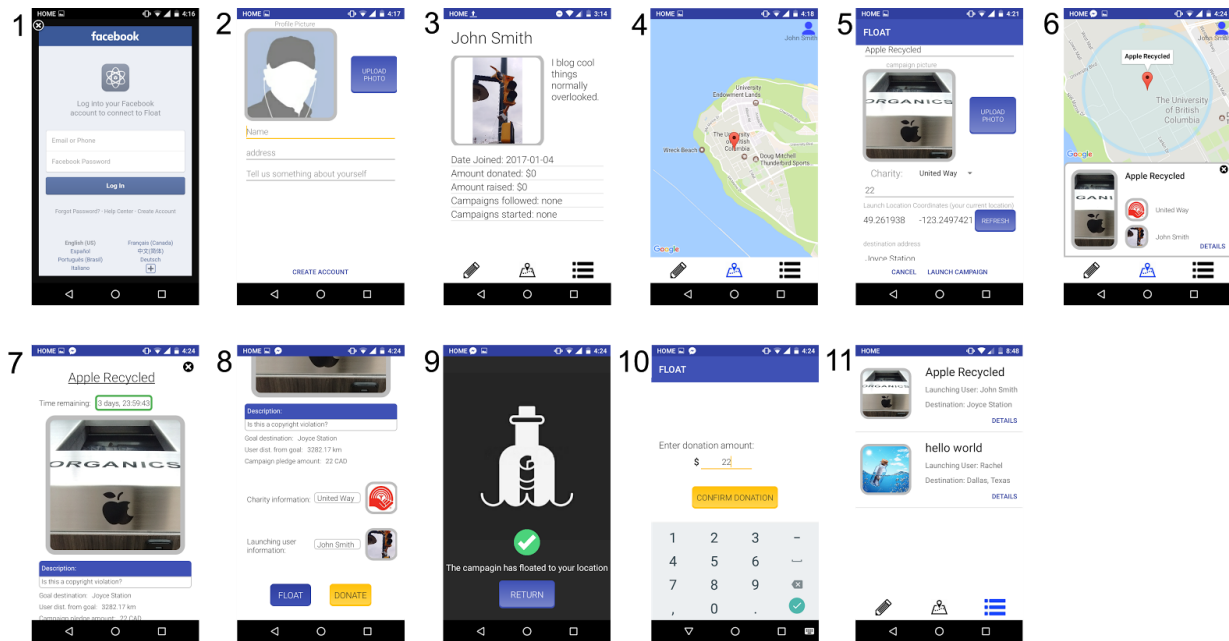 1
HOME
4:16
facebook
Log into your Facebook
account to connect to Float
Email or Phone
Facebook Password
Log In
Forgot Password? · Help Center · Create Account
English (US)
Français (Canada)
Español
中文(简体)
Português (Brasil)
Deutsch
Italiano
2
HOME
4:17
Profile Picture
UPLOAD
PHOTO
Name
address
Tell us something about yourself
CREATE ACCOUNT
3
HOME
3:14
John Smith
I blog cool
things
normally
overlooked.
Date Joined: 2017-01-04
Amount donated: $0
Amount raised: $0
Campaigns followed: none
Campaigns started: none
4
HOME
4:18
John Smith
University
Endowment Lands
The University
of British
Columbia
Wreck Beach
Doug Mitchell
Thunderbird Sports
Google
5
HOME
4:21
FLOAT
Apple Recycled
campaign picture
ORGANICS
UPLOAD
PHOTO
Charity:
United Way
22
Launch Location Coordinates (your current location)
49.261938
-123.2497421
REFRESH
destination address
Joyce Station
CANCEL
LAUNCH CAMPAIGN
6
HOME
4:24
John Smith
Apple Recycled
The University
of British
Columbia
Google
Apple Recycled
GANI
United Way
John Smith
DETAILS
7
HOME
4:24
Apple Recycled
Time remaining:
3 days, 23:59:43
ORGANICS
Description:
Is this a copyright violation?
Goal destination: Joyce Station
User dist. from goal: 3282.17 km
Campaign pledge amount: 22 CAD
8
HOME
4:24
Description:
Is this a copyright violation?
Goal destination: Joyce Station
User dist. from goal: 3282.17 km
Campaign pledge amount: 22 CAD
Charity information:
United Way
Launching user
information:
John Smith
FLOAT
DONATE
9
HOME
4:24
The campagin has floated to your location
RETURN
10
HOME
4:24
FLOAT
Enter donation amount:
$ 22
CONFIRM DONATION
1 2 3 -
4 5 6
7 8 9
, 0 .
11
HOME
8:48
ORGANICS
Apple Recycled
Launching User: John Smith
Destination: Joyce Station
DETAILS
hello world
Launching User: Rachel
Destination: Dallas, Texas
DETAILS